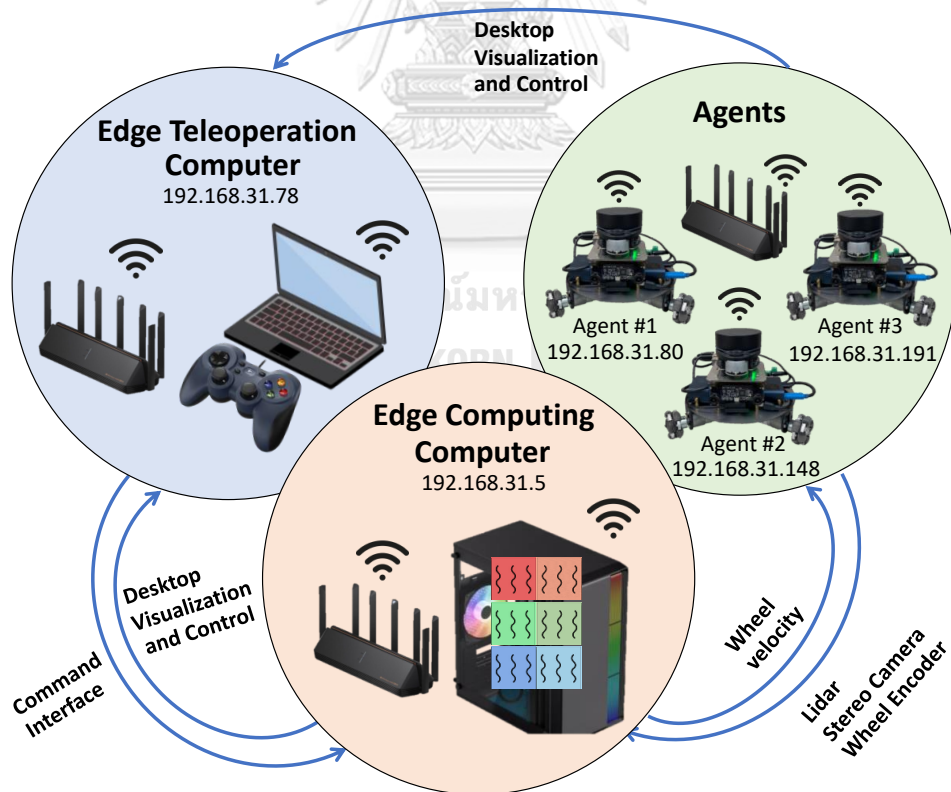 Desktop
Visualization
and Control
Edge Teleoperation
Computer
192.168.31.78
Agents
Agent #1
192.168.31.80
Agent #3
192.168.31.191
Agent #2
192.168.31.148
Edge Computing
Computer
192.168.31.5
Desktop
Visualization
and Control
Command
Interface
Wheel
velocity
Lidar
Stereo Camera
Wheel Encoder